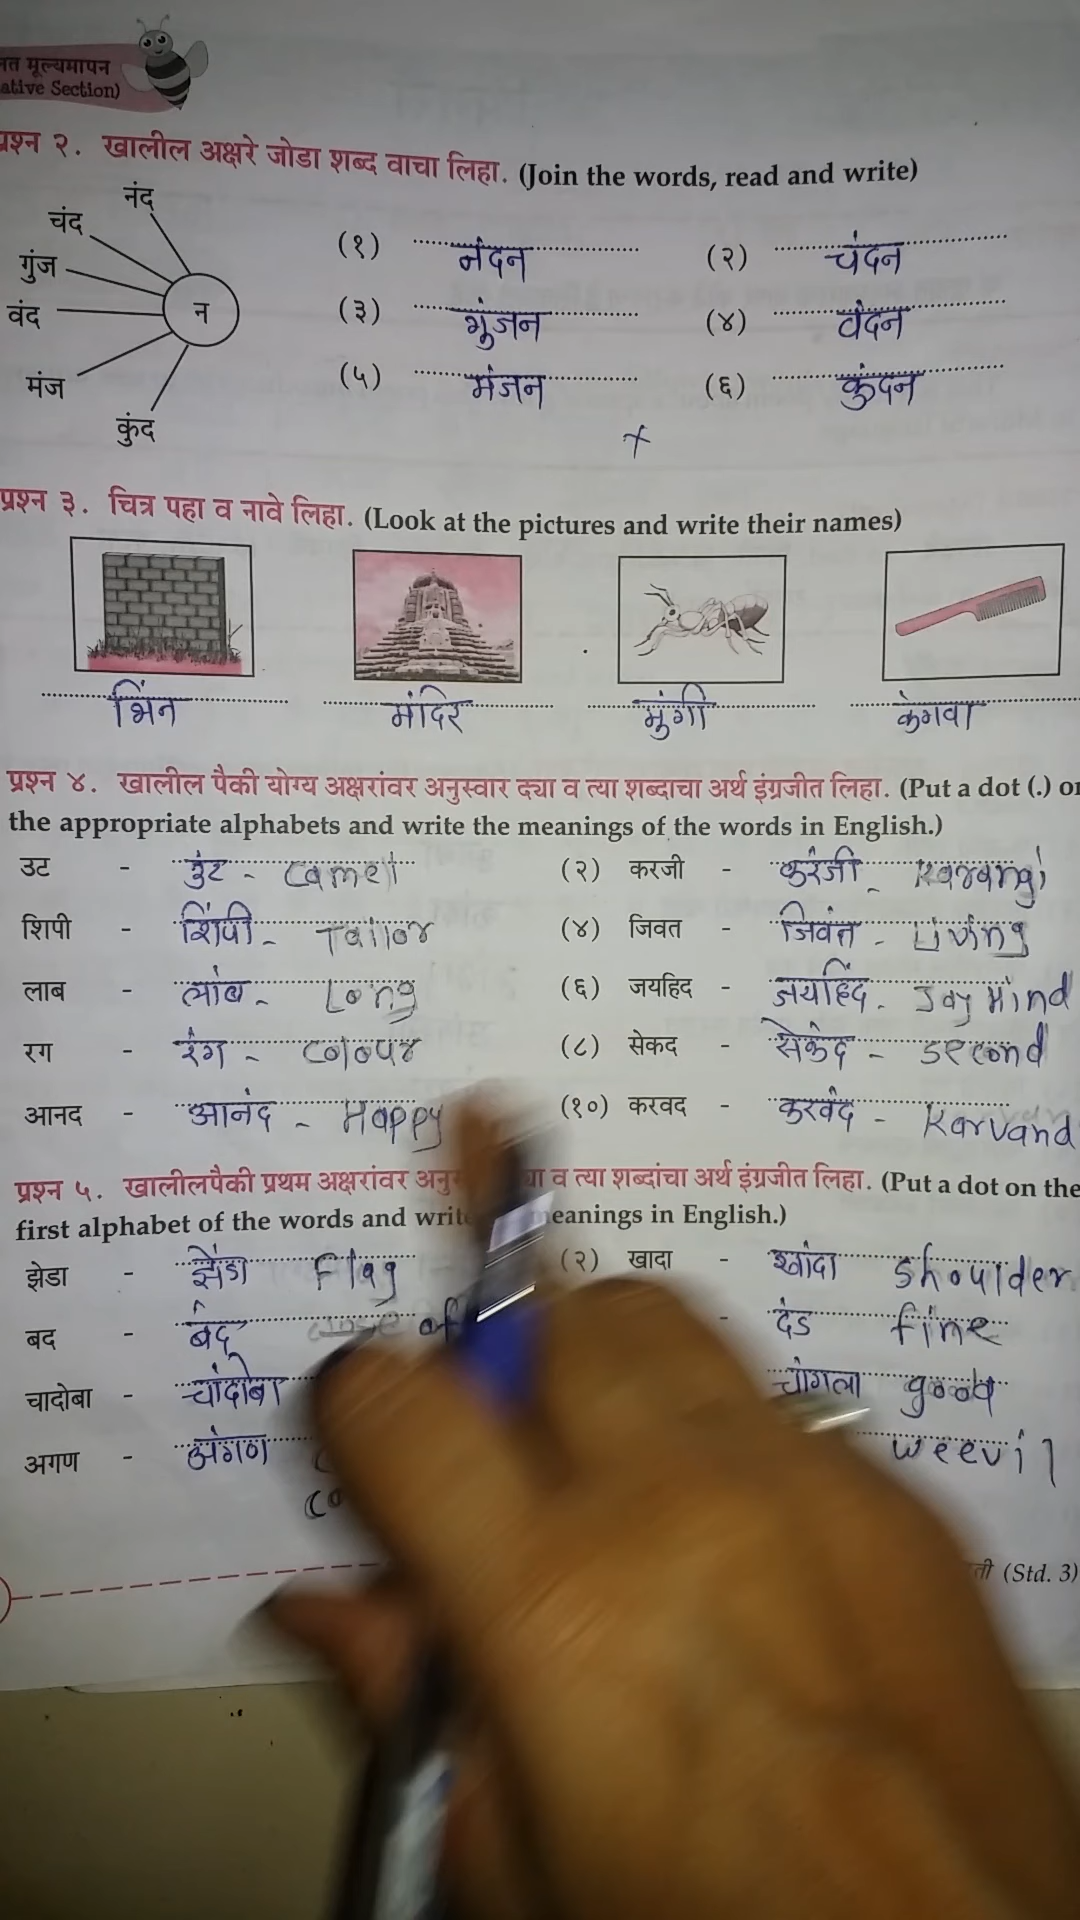 मूल्यमापन
ative Section)
प्रश्न २. खालील अक्षरे जोडा शब्द वाचा लिहा. (Join the words, read and write)
नंद
चंद
गुंज
वंद
मंज
कुंद
न
(१) नंदन (२) चंदन
(३) गुंजन (४) वंदन
(५) मंजन (६) कुंदन
+
प्रश्न ३. चित्र पहा व नावे लिहा. (Look at the pictures and write their names)
भिंन मंदिर मुंगी केगवा
प्रश्न ४. खालील पैकी योग्य अक्षरांवर अनुस्वार द्या व त्या शब्दाचा अर्थ इंग्रजीत लिहा. (Put a dot (.) on
the appropriate alphabets and write the meanings of the words in English.)
उट - उंट - Camel (२) करजी - करंजी - Karangi
शिपी - शिंपी - Tailor (४) जिवत - जिवंत - Living
लाब - लांब - Long (६) जयहिद - जयहिंद - Jay Hind
रग - रंग - colour (८) सेकद - सेकंद - second
आनद - आनंद - Happy (१०) करवद - करवंद - Karvand
प्रश्न ५. खालीलपैकी प्रथम अक्षरांवर व त्या शब्दांचा अर्थ इंग्रजीत लिहा. (Put a dot on the
first alphabet of the words and write meanings in English.)
झेडा - झेंडा Flag (२) खादा - खांदा shoulder
बद - बंद of - दंड fine
चादोबा - चांदोबा चांगला good
अगण - अंगण weevil
(Std. 3)